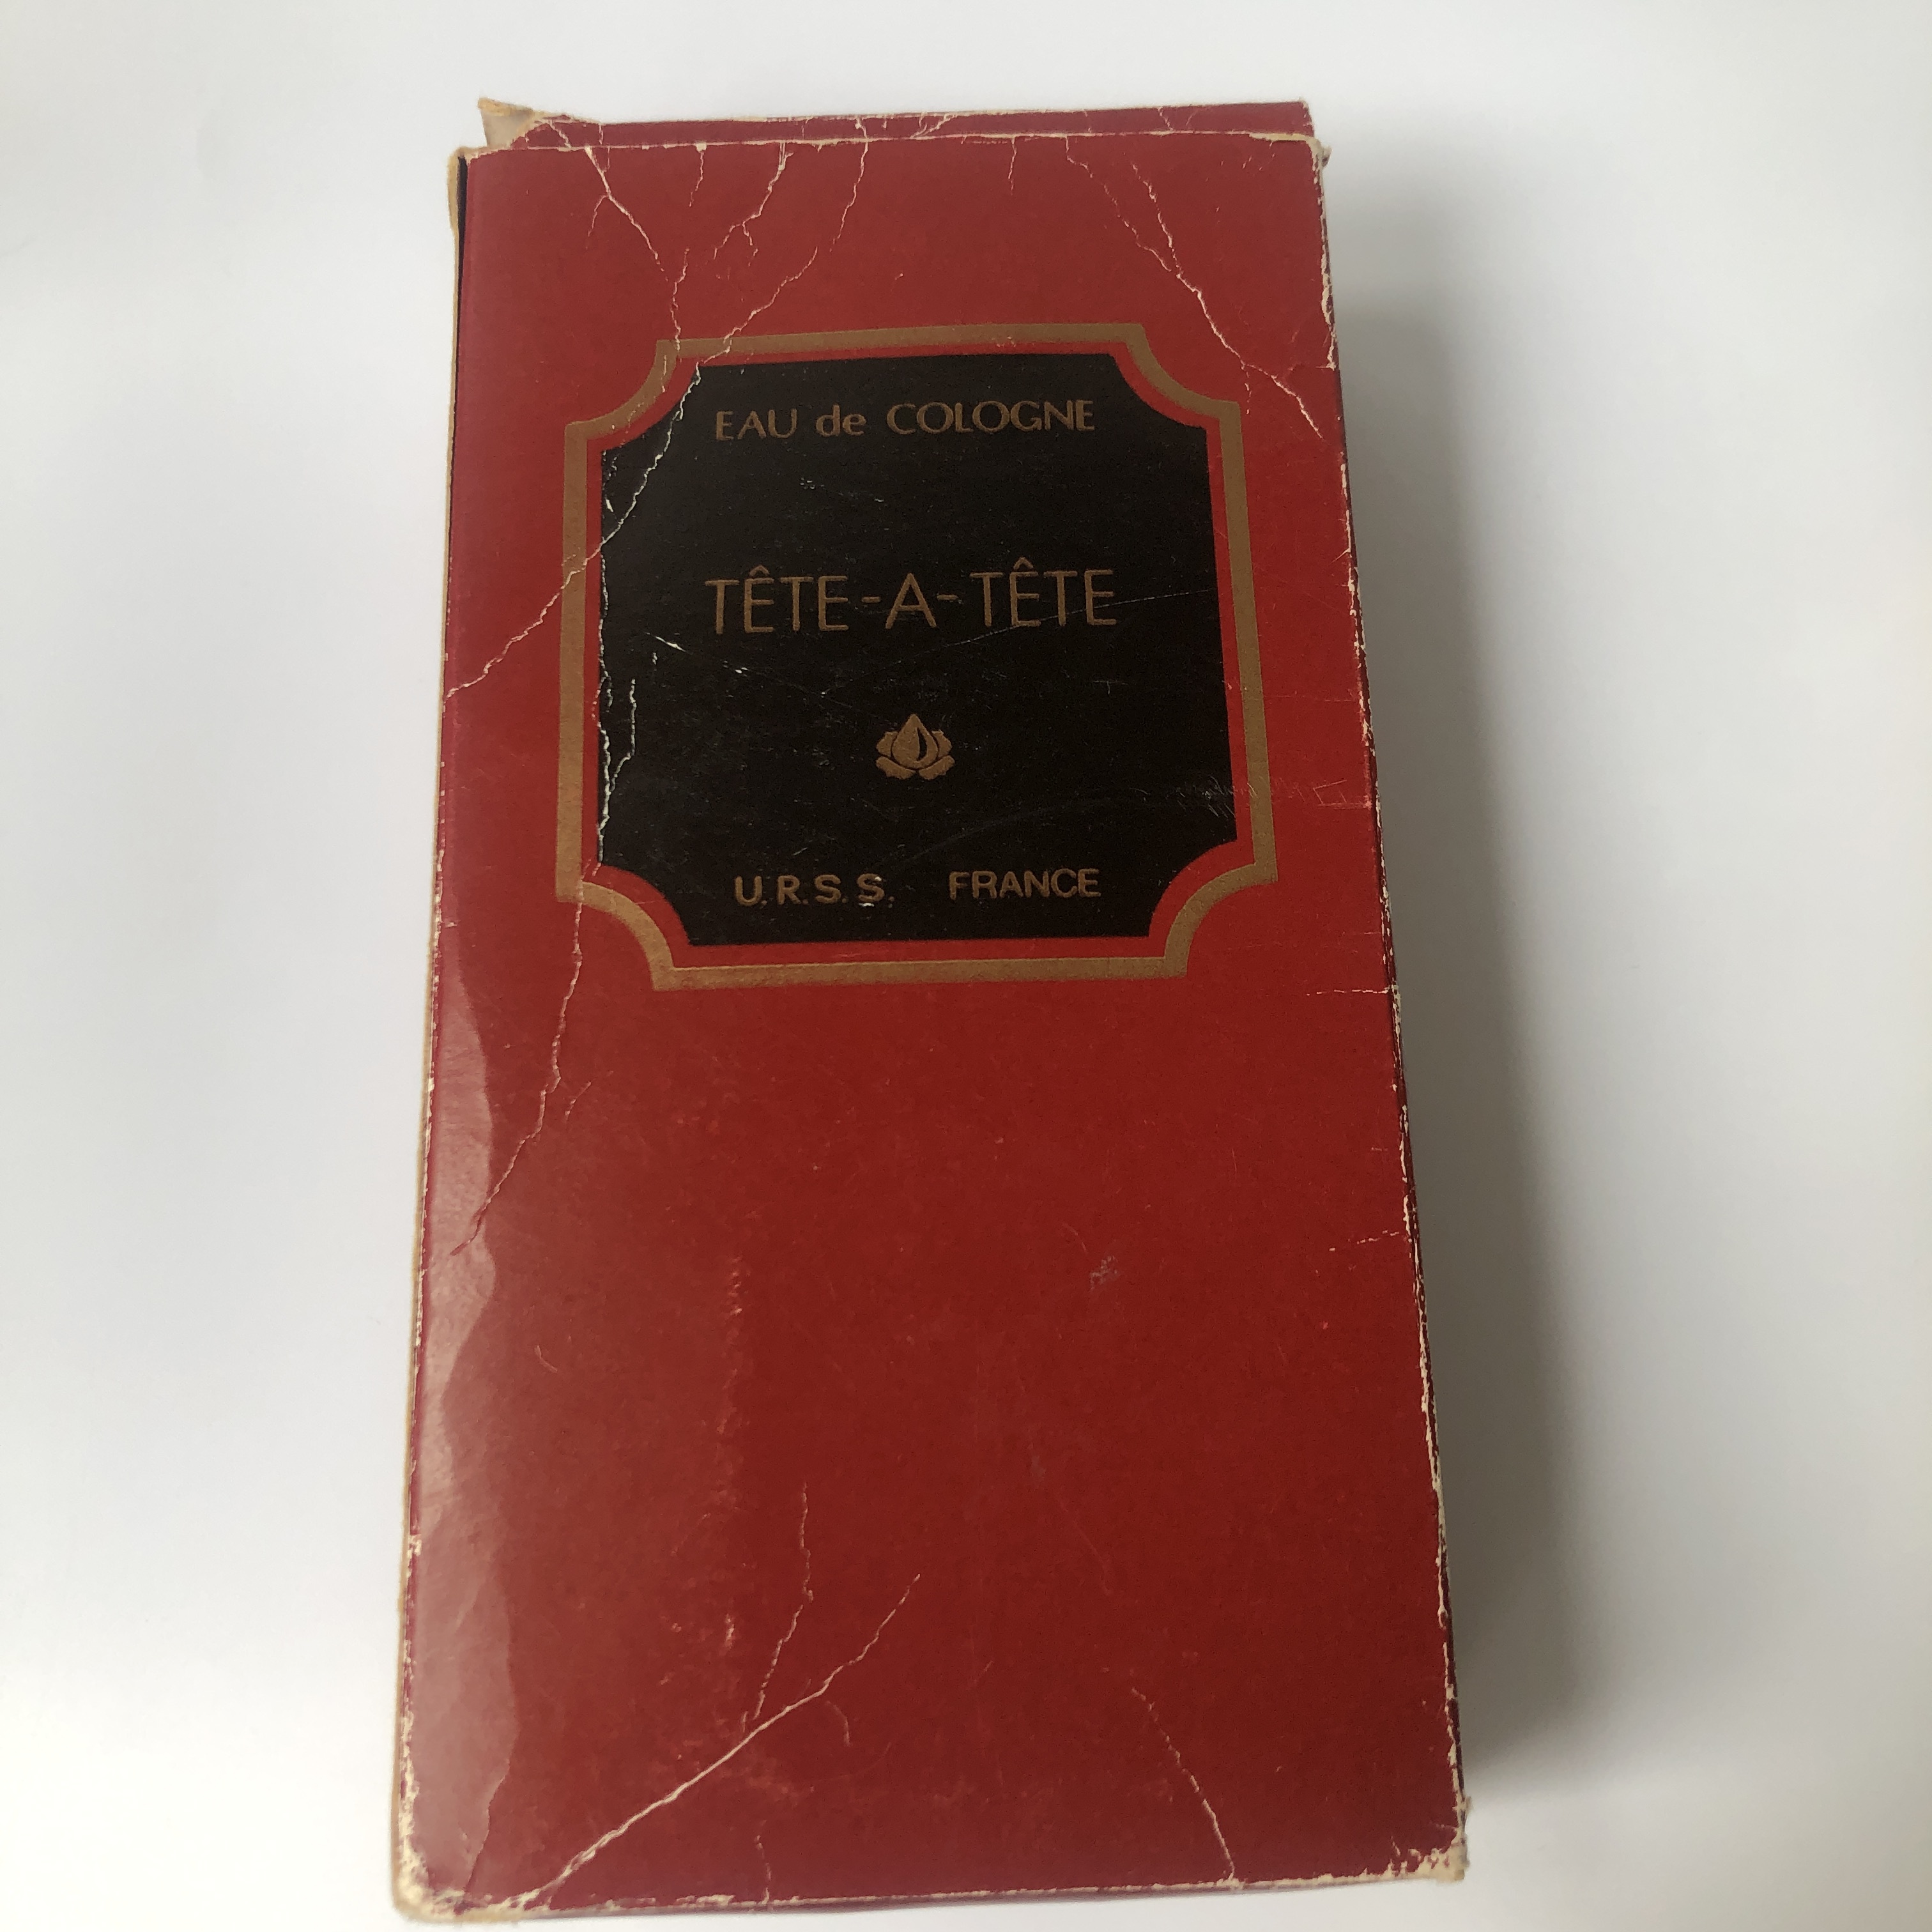 EAU de COLOGNE
TÊTE-A-TÊTE
U.R.S.S. FRANCE